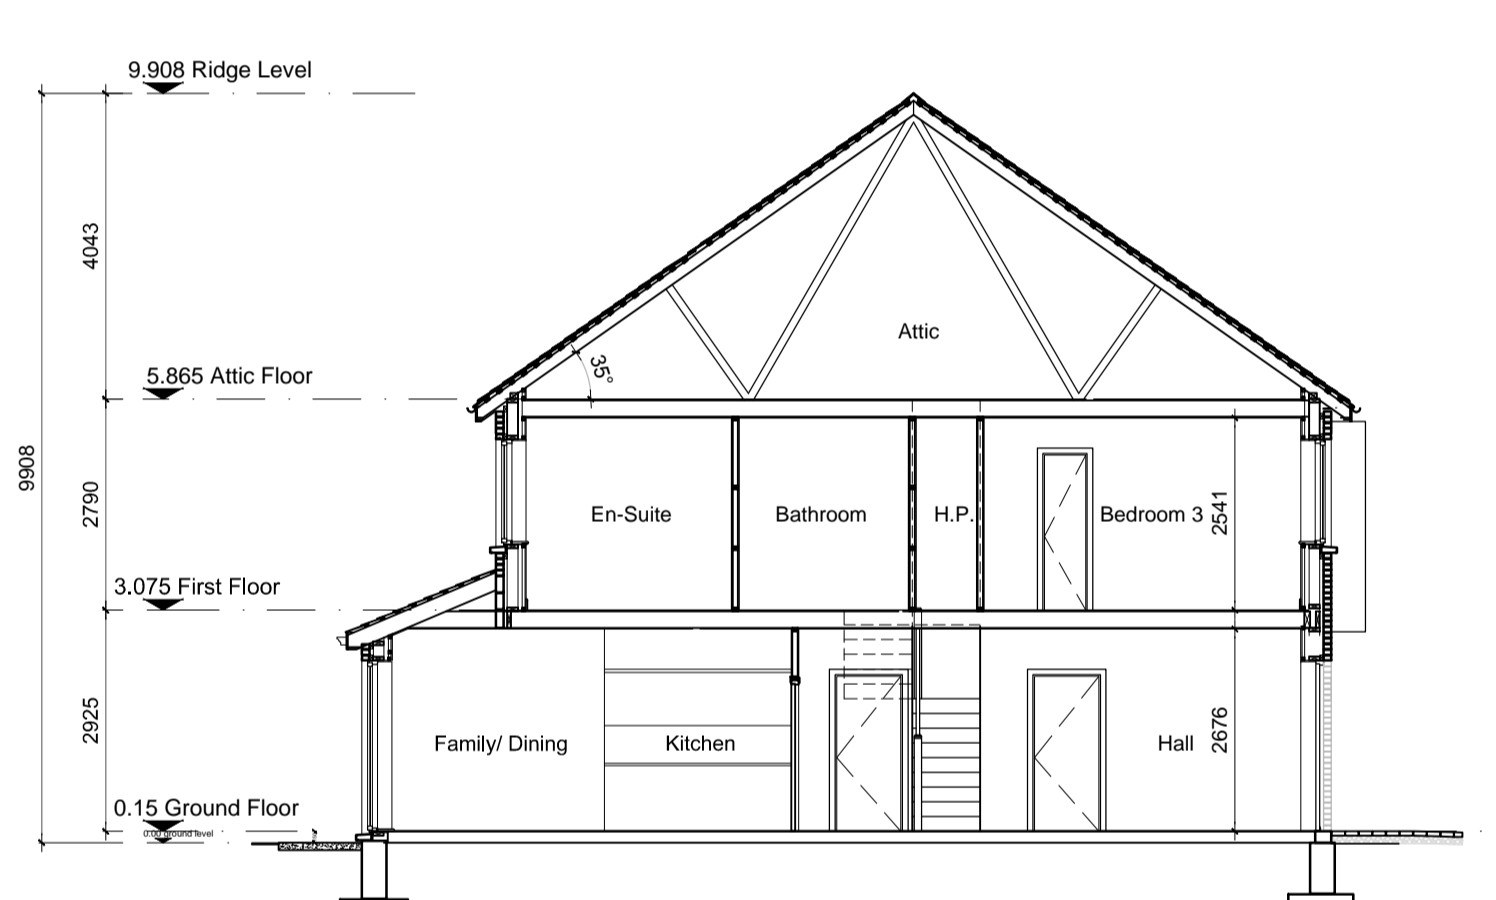 9.908 Ridge Level
4043
Attic
35°
5.865 Attic Floor
9908
2790
En-Suite
Bathroom
H.P.
Bedroom 3
2541
3.075 First Floor
2925
Family/ Dining
Kitchen
Hall
2676
0.15 Ground Floor
0.00 ground level